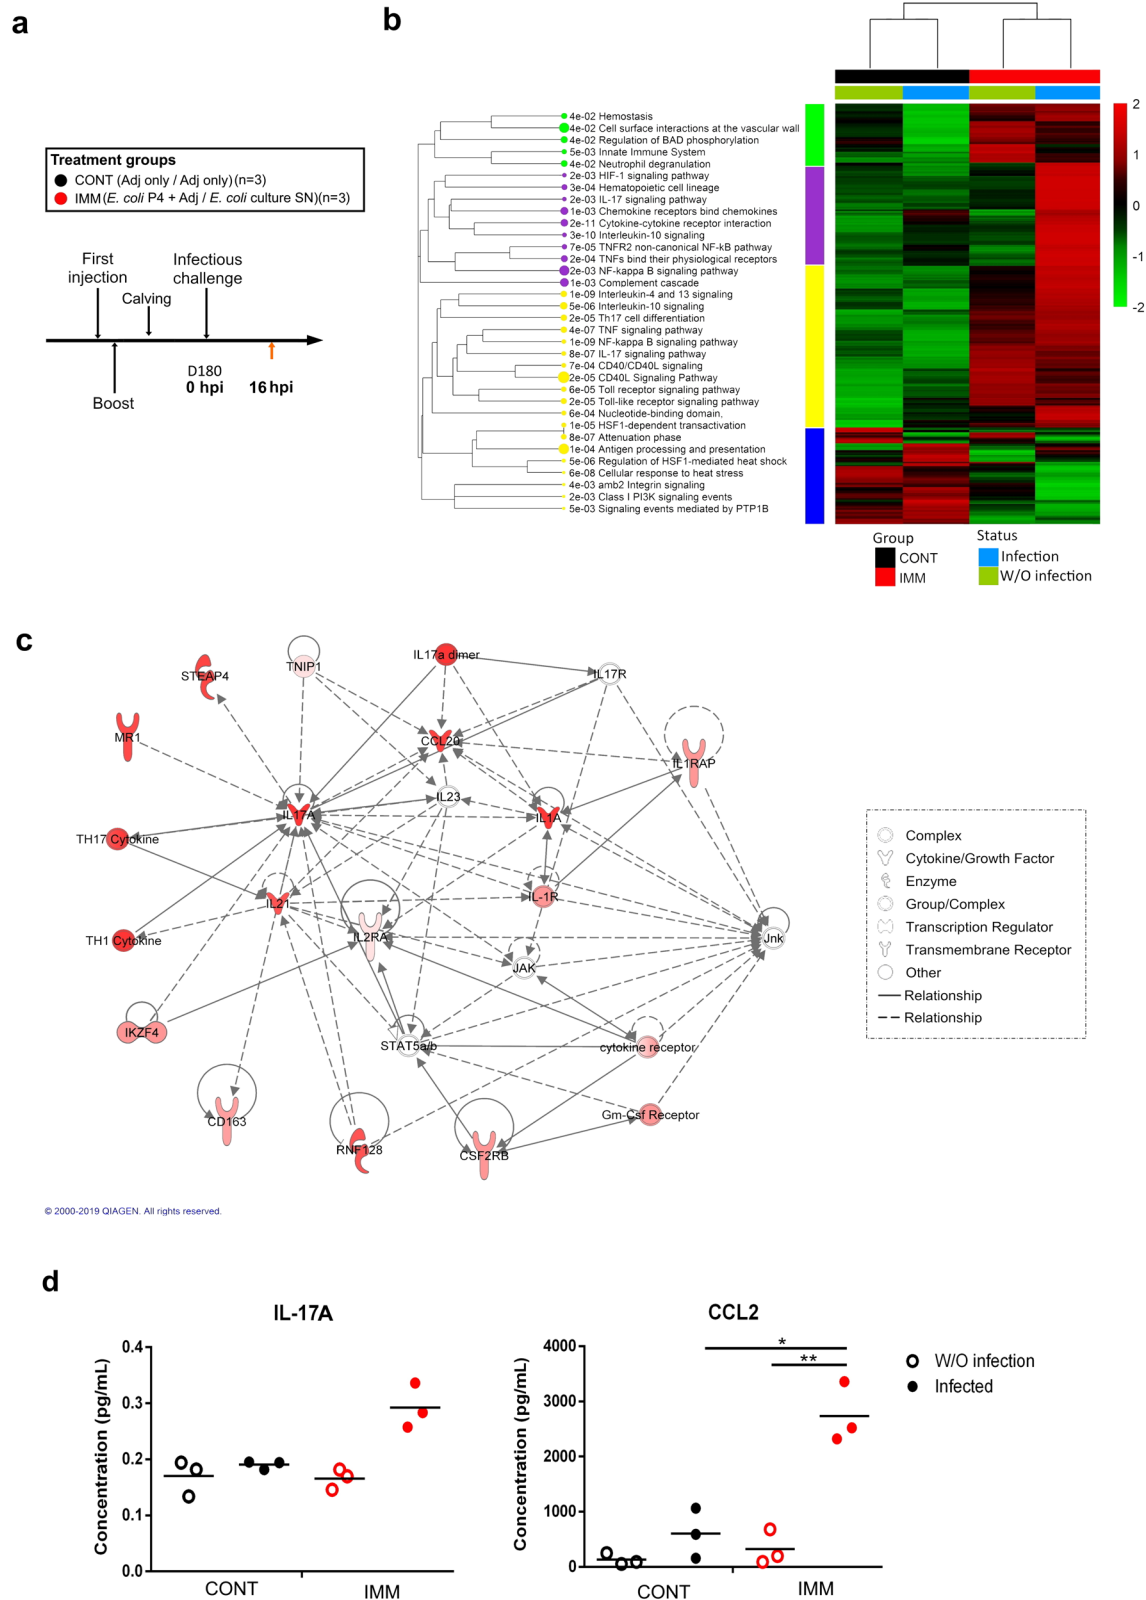 a
Treatment groups
CONT (Adj only / Adj only)(n=3)
IMM(E. coli P4 + Adj / E. coli culture SN)(n=3)
First
injection
Calving
Infectious
challenge
D180
0 hpi
16 hpi
Boost
b
4e-02 Hemostasis
4e-02 Cell surface interactions at the vascular wall
4e-02 Regulation of BAD phosphorylation
5e-03 Innate Immune System
4e-02 Neutrophil degranulation
2e-03 HIF-1 signaling pathway
3e-04 Hematopoietic cell lineage
2e-03 IL-17 signaling pathway
1e-03 Chemokine receptors bind chemokines
2e-11 Cytokine-cytokine receptor interaction
3e-10 Interleukin-10 signaling
7e-05 TNFR2 non-canonical NF-kB pathway
2e-04 TNFs bind their physiological receptors
2e-03 NF-kappa B signaling pathway
1e-03 Complement cascade
1e-09 Interleukin-4 and 13 signaling
5e-06 Interleukin-10 signaling
2e-05 Th17 cell differentiation
4e-07 TNF signaling pathway
1e-09 NF-kappa B signaling pathway
8e-07 IL-17 signaling pathway
7e-04 CD40/CD40L signaling
2e-05 CD40L Signaling Pathway
6e-05 Toll receptor signaling pathway
2e-05 Toll-like receptor signaling pathway
6e-04 Nucleotide-binding domain,
1e-05 HSF1-dependent transactivation
8e-07 Attenuation phase
1e-04 Antigen processing and presentation
5e-06 Regulation of HSF1-mediated heat shock
6e-08 Cellular response to heat stress
4e-03 amb2 Integrin signaling
2e-03 Class I PI3K signaling events
5e-03 Signaling events mediated by PTP1B
2
1
0
-1
-2
Group
CONT
IMM
Status
Infection
W/O infection
c
STEAP4
TNIP1
IL17a dimer
IL17R
MR1
CCL20
IL1RAP
IL23
IL17A
IL1A
TH17 Cytokine
IL21
IL-1R
TH1 Cytokine
IL2RA
Jnk
JAK
IKZF4
STAT5a/b
cytokine receptor
CD163
Gm-Csf Receptor
RNF128
CSF2RB
Complex
Cytokine/Growth Factor
Enzyme
Group/Complex
Transcription Regulator
Transmembrane Receptor
Other
Relationship
Relationship
© 2000-2019 QIAGEN. All rights reserved.
d
IL-17A
Concentration (pg/mL)
0.4
0.3
0.2
0.1
0.0
CONT
IMM
CCL2
Concentration (pg/mL)
4000
3000
2000
1000
0
*
**
CONT
IMM
W/O infection
Infected